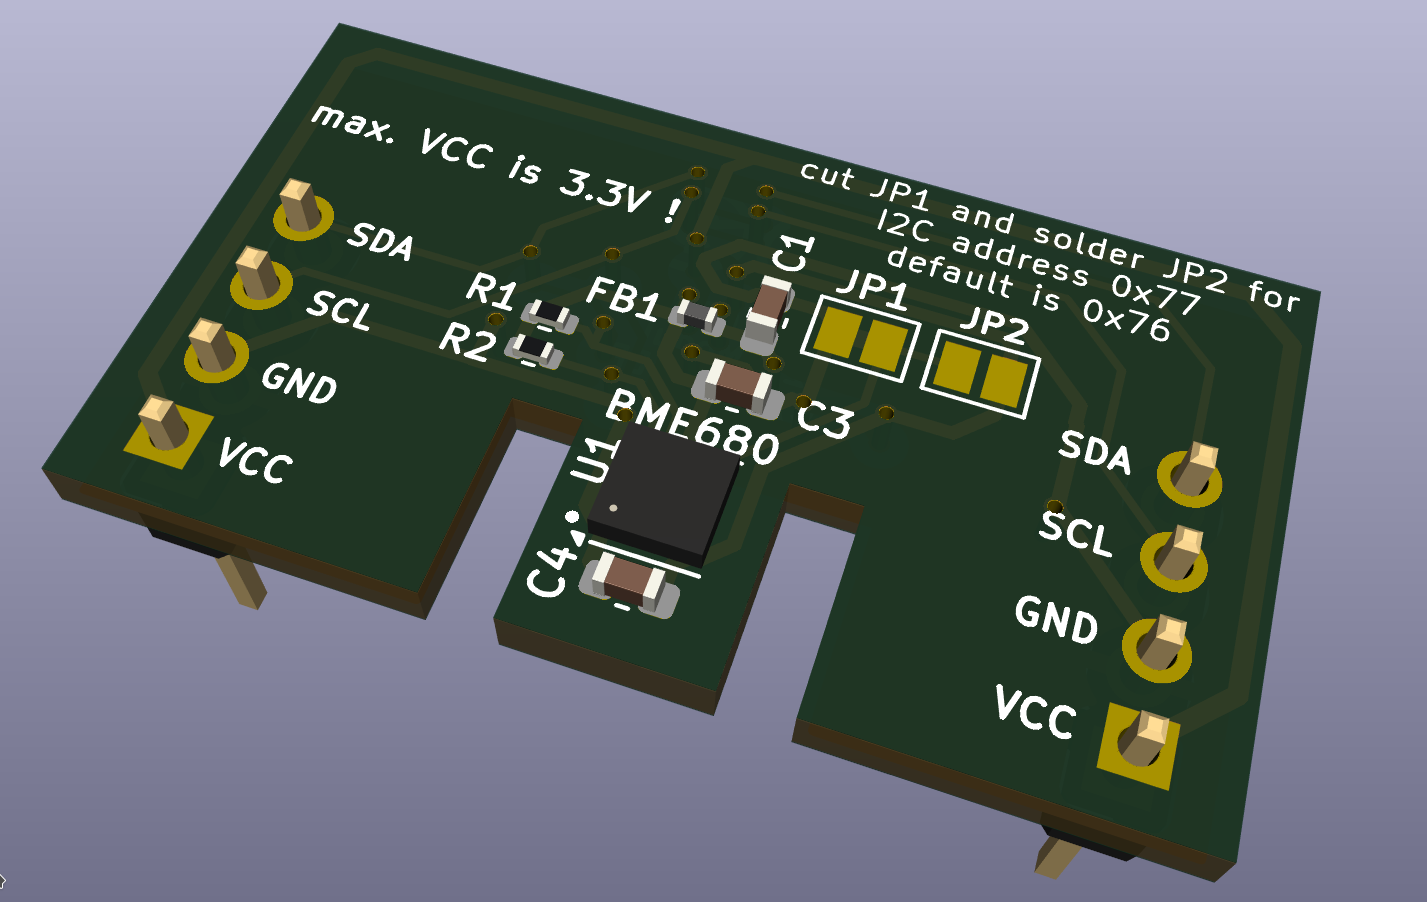 max. VCC is 3.3V !
cut JP1 and solder JP2 for
I2C address 0x77
default is 0x76
SDA
SCL
GND
VCC
R1
R2
FB1
C1
JP1
JP2
C3
BME680
U1
C4
SDA
SCL
GND
VCC